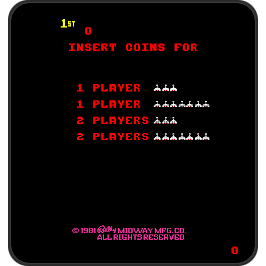 1ST
0
INSERT COINS FOR
1 PLAYER
1 PLAYER
2 PLAYERS
2 PLAYERS
© 1981 Bally MIDWAY MFG.CO.
ALL RIGHTS RESERVED
0